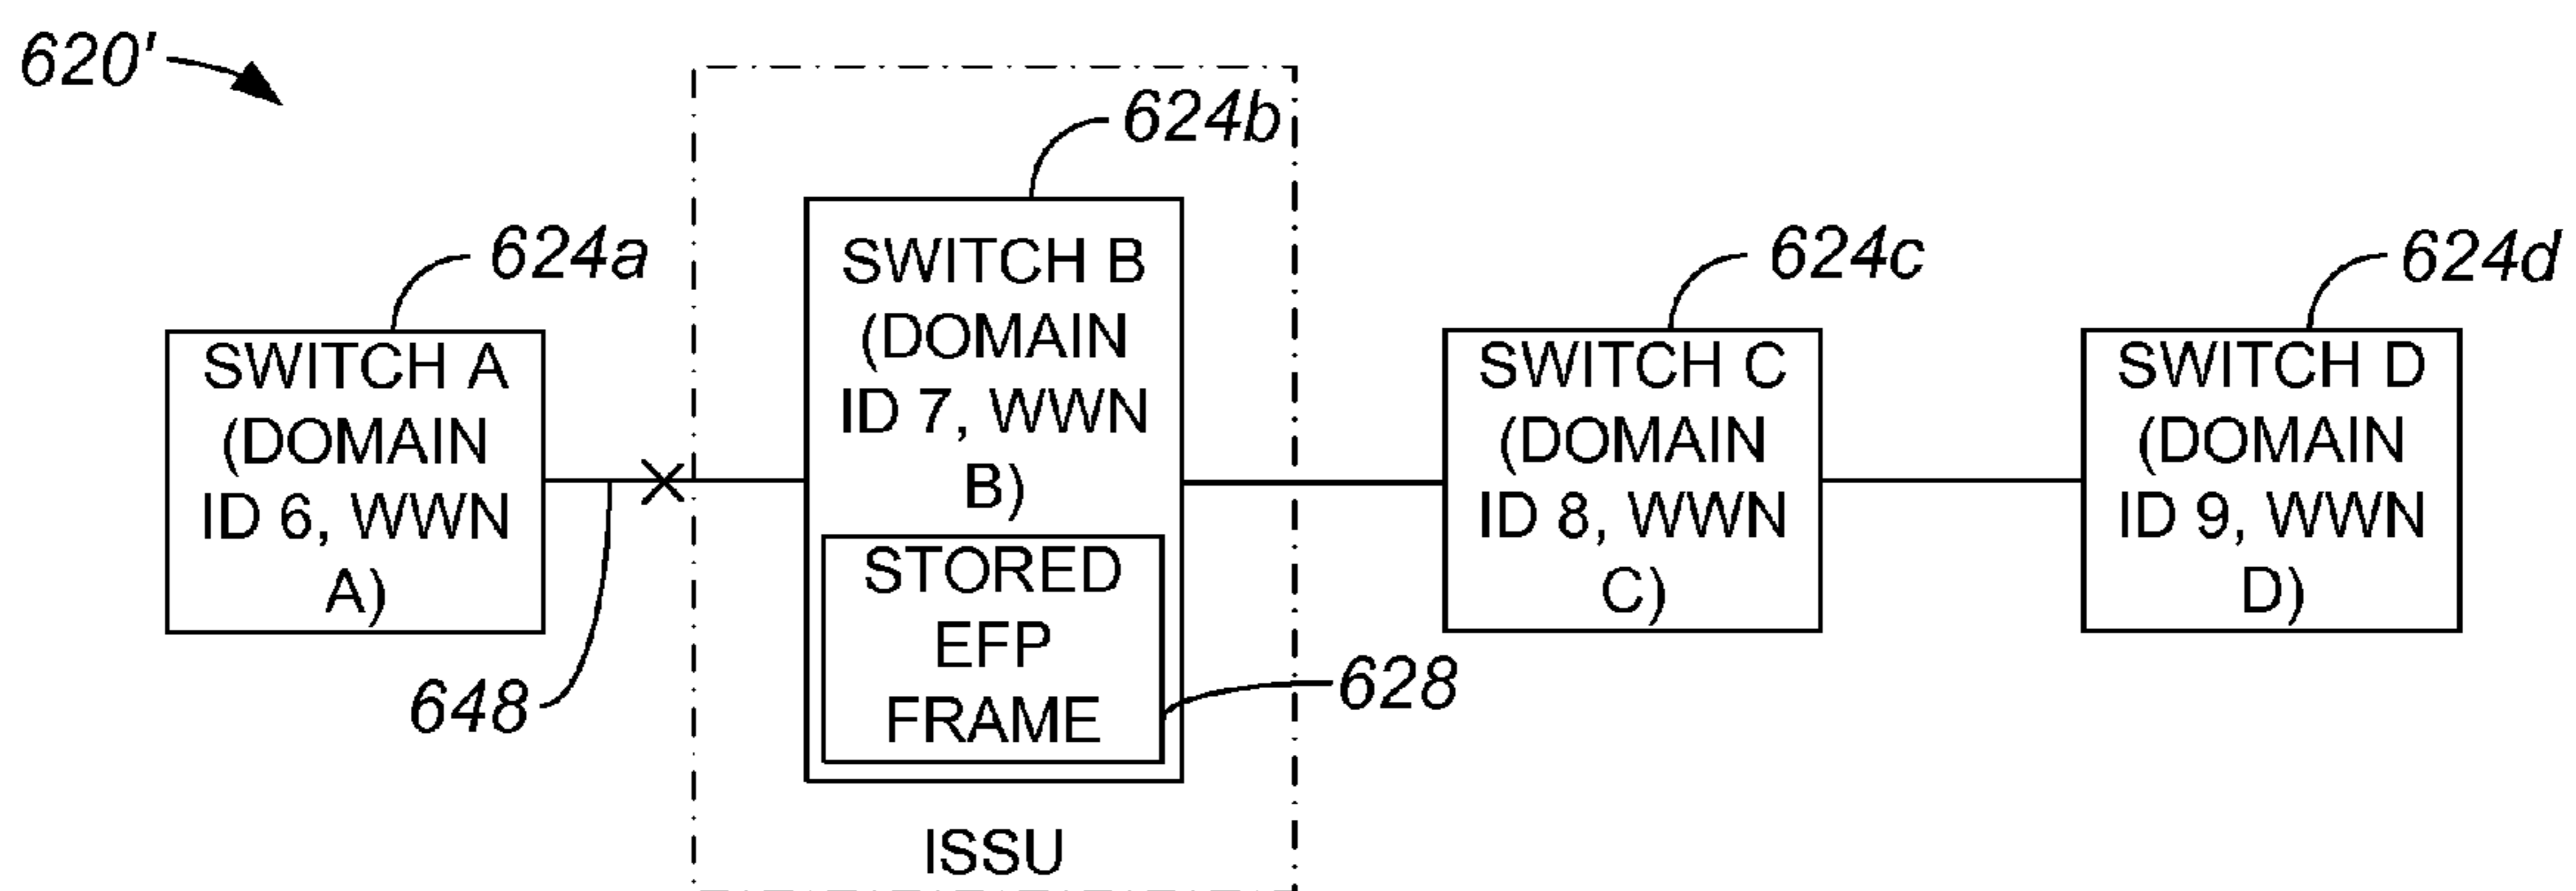 620'
624b
624a
624c
624d
SWITCH A
(DOMAIN
ID 6, WWN
A)
SWITCH B
(DOMAIN
ID 7, WWN
B)
STORED
EFP
FRAME
SWITCH C
(DOMAIN
ID 8, WWN
C)
SWITCH D
(DOMAIN
ID 9, WWN
D)
648
628
ISSU